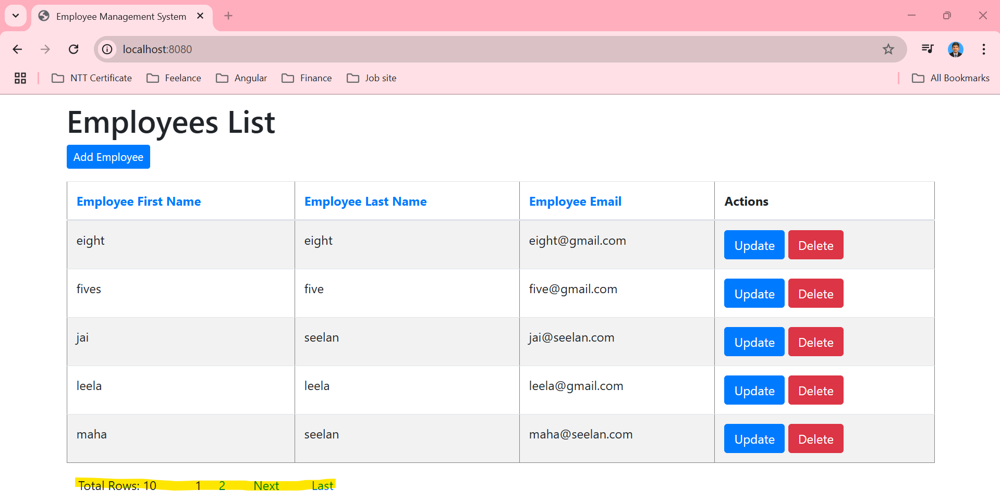 Employee Management System
localhost:8080
NTT Certificate Feelance Angular Finance Job site All Bookmarks
Employees List
Add Employee
Employee First Name Employee Last Name Employee Email Actions
eight eight eight@gmail.com Update Delete
fives five five@gmail.com Update Delete
jai seelan jai@seelan.com Update Delete
leela leela leela@gmail.com Update Delete
maha seelan maha@seelan.com Update Delete
Total Rows: 10 1 2 Next Last